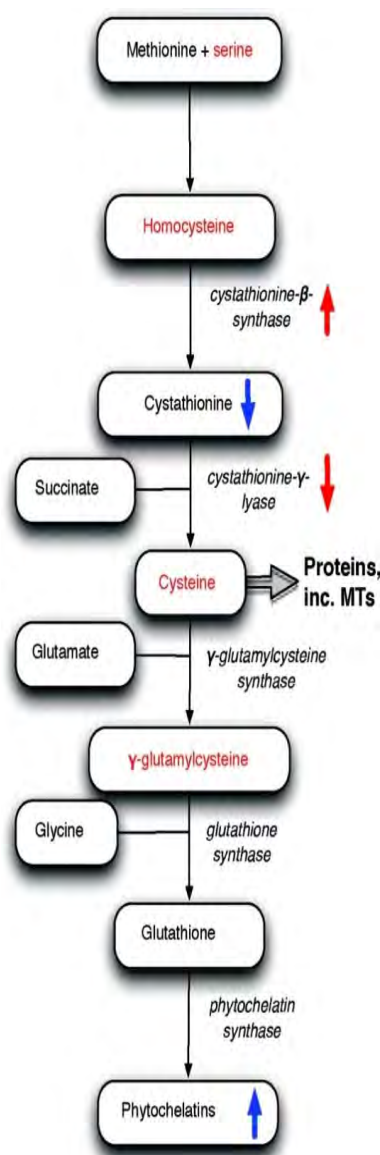 Methionine + serine
Homocysteine
cystathionine-β-
synthase
Cystathionine
Succinate
cystathionine-γ-
lyase
Cysteine
Proteins,
inc. MTs
Glutamate
γ-glutamylcysteine
synthase
γ-glutamylcysteine
Glycine
glutathione
synthase
Glutathione
phytochelatin
synthase
Phytochelatins